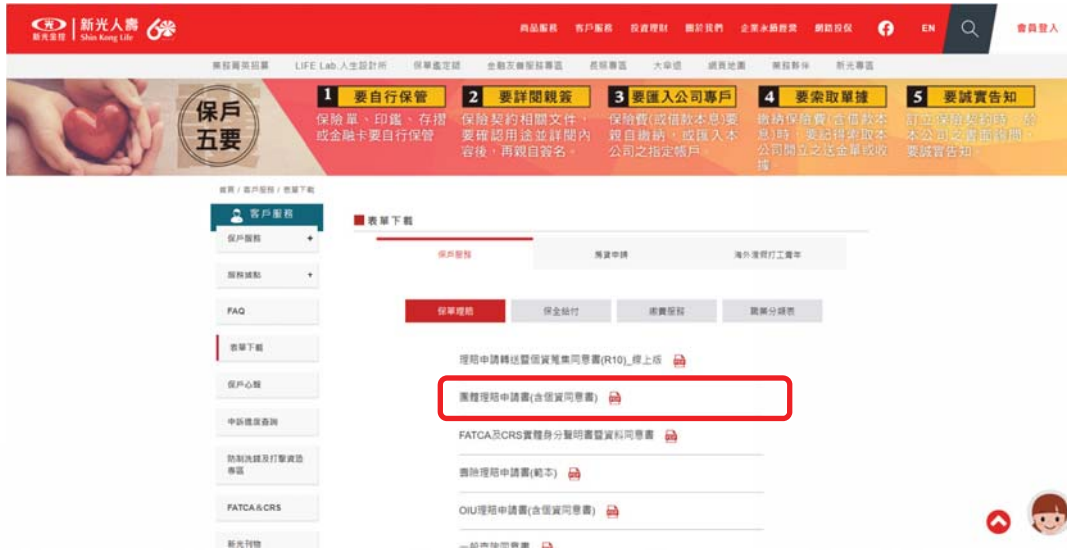 新光人壽
新光金控
Shin Kong Life
60
商品服務 客戶服務 投資理財 關於我們 企業永續經營 網路投保 EN 會員登入
業務菁英招募 LIFE Lab.人生設計所 保單鑑定師 金融友善服務專區 長照專區 大傘還 網頁地圖 業務夥伴 新光專區
保戶五要
1 要自行保管
保險單、印鑑、存摺
或金融卡要自行保管
2 要詳閱親簽
保險契約相關文件,
要確認用途並詳閱內
容後,再親自簽名。
3 要匯入公司專戶
保險費(或借款本息)要
親自繳納,或匯入本
公司之指定帳戶。
4 要索取單據
繳納保險費(含借款本
息)時,要記得索取本
公司開立之送金單或收
據。
5 要誠實告知
訂立保險契約時,於
本公司之書面詢問,
要誠實告知。
首頁 / 客戶服務 / 表單下載
客戶服務
保戶服務 +
服務據點 +
FAQ
表單下載
保戶心聲
申訴進度查詢
防制洗錢及打擊資恐
專區
FATCA&CRS
新光刊物
表單下載
保戶服務 房貸申請 海外渡假打工青年
保單理賠 保全給付 繳費服務 職業分類表
理賠申請轉送暨個資蒐集同意書(R10)_線上版
團體理賠申請書(含個資同意書)
FATCA及CRS實體身分聲明書暨資料同意書
壽險理賠申請書(範本)
OIU理賠申請書(含個資同意書)
一般查詢同意書